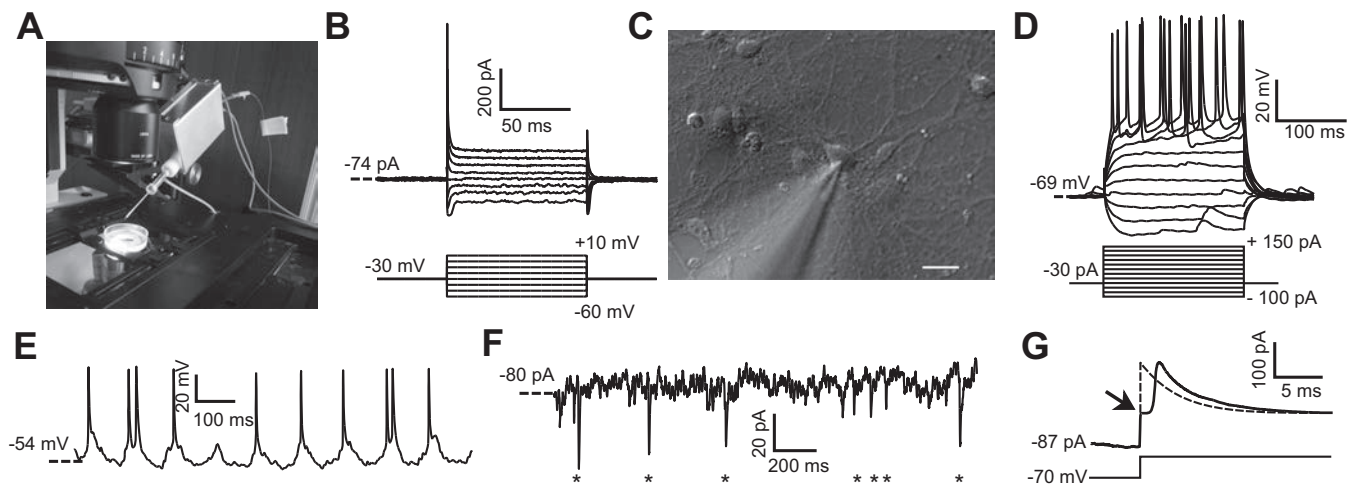 A
B
200 pA
50 ms
-74 pA
+10 mV
-30 mV
-60 mV
C
D
20 mV
100 ms
-69 mV
+ 150 pA
-30 pA
- 100 pA
E
20 mV
100 ms
-54 mV
F
-80 pA
20 pA
200 ms
* * * * * * *
G
100 pA
5 ms
-87 pA
-70 mV